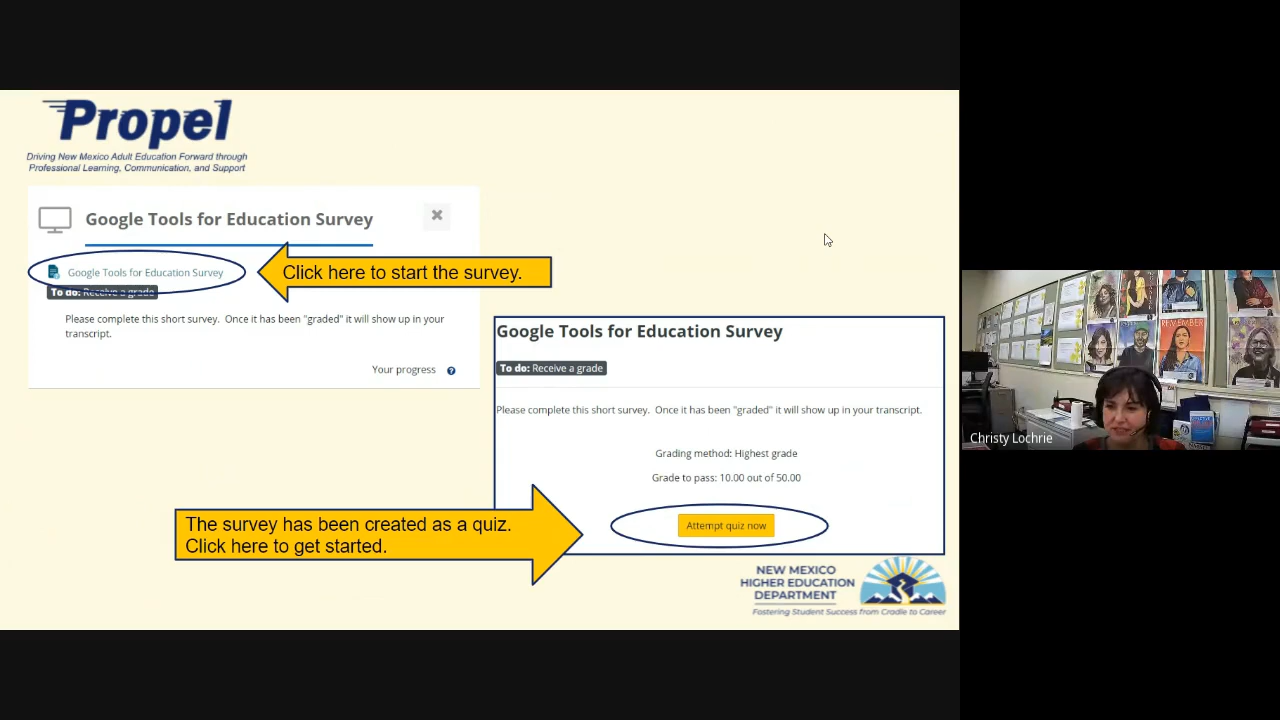 Propel
Driving New Mexico Adult Education Forward through
Professional Learning, Communication, and Support
Google Tools for Education Survey
Google Tools for Education Survey
Click here to start the survey.
To do: Receive a grade
Please complete this short survey. Once it has been "graded" it will show up in your
transcript.
Your progress
Google Tools for Education Survey
To do: Receive a grade
Please complete this short survey. Once it has been "graded" it will show up in your transcript.
Grading method: Highest grade
Grade to pass: 10.00 out of 50.00
Attempt quiz now
The survey has been created as a quiz.
Click here to get started.
NEW MEXICO
HIGHER EDUCATION
DEPARTMENT
Fostering Student Success from Cradle to Career
REMEMBER
Christy Lochrie